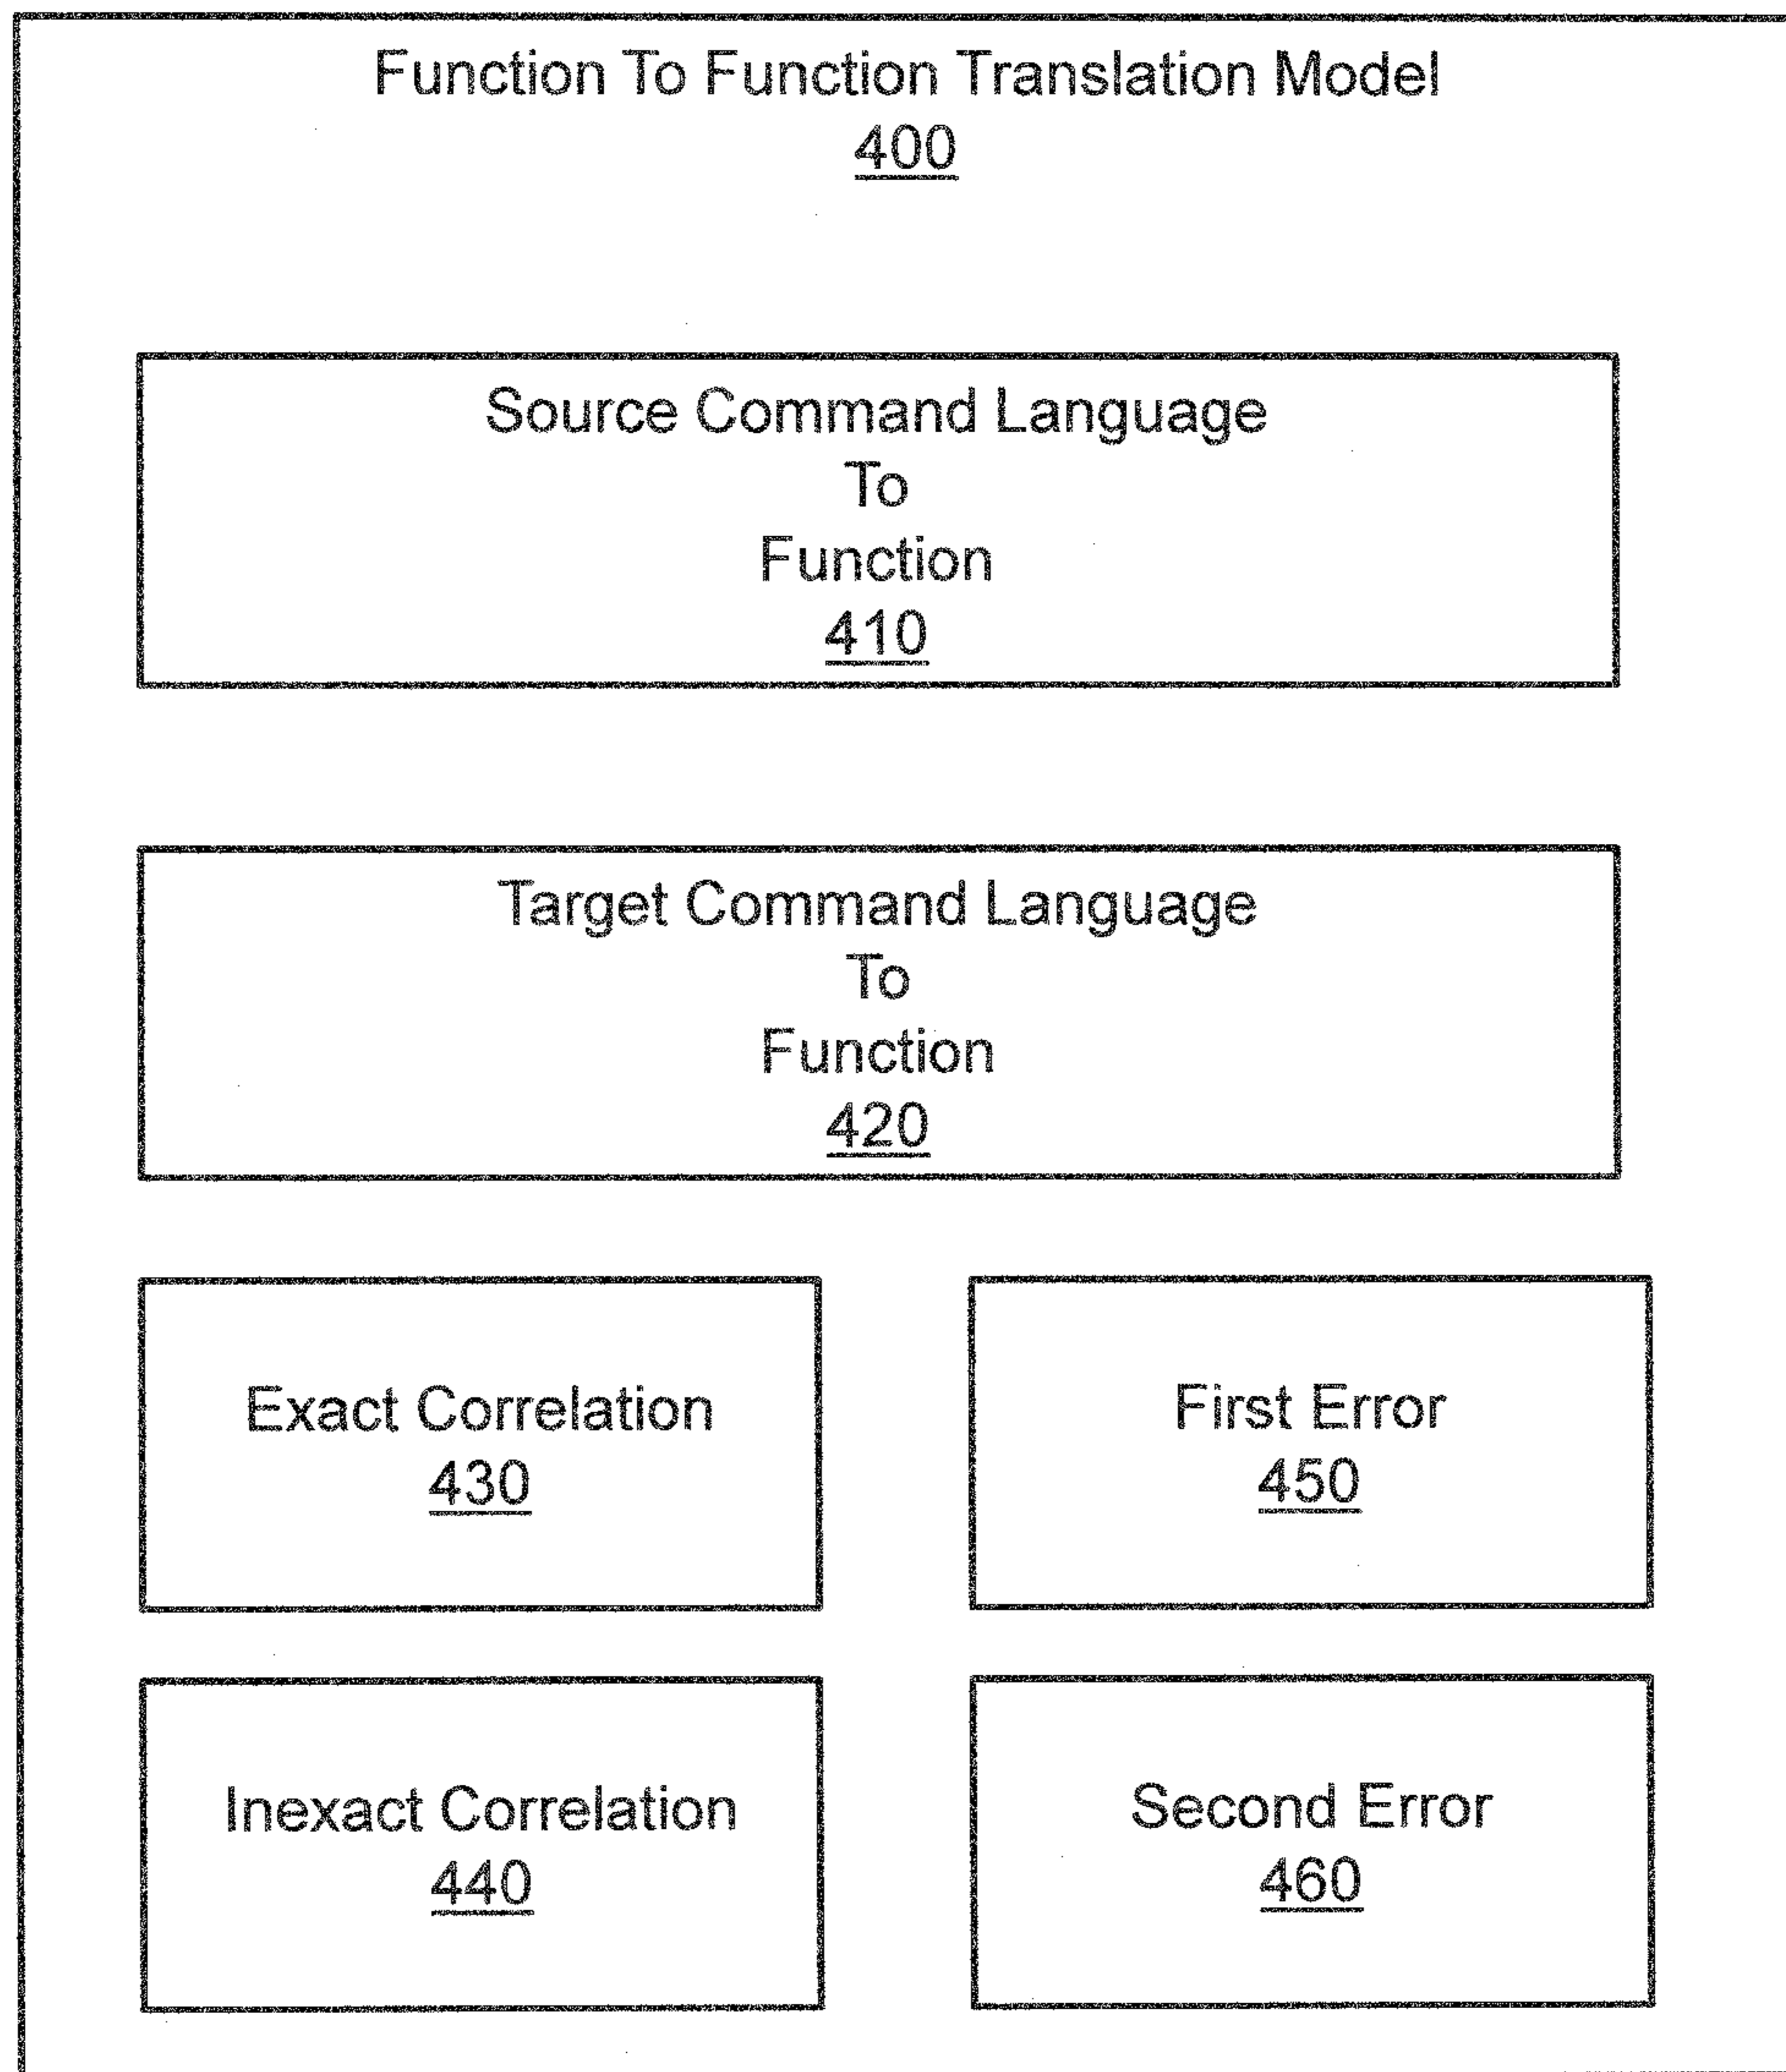 Function To Function Translation Model
400
Source Command Language
To
Function
410
Target Command Language
To
Function
420
Exact Correlation
430
First Error
450
Inexact Correlation
440
Second Error
460